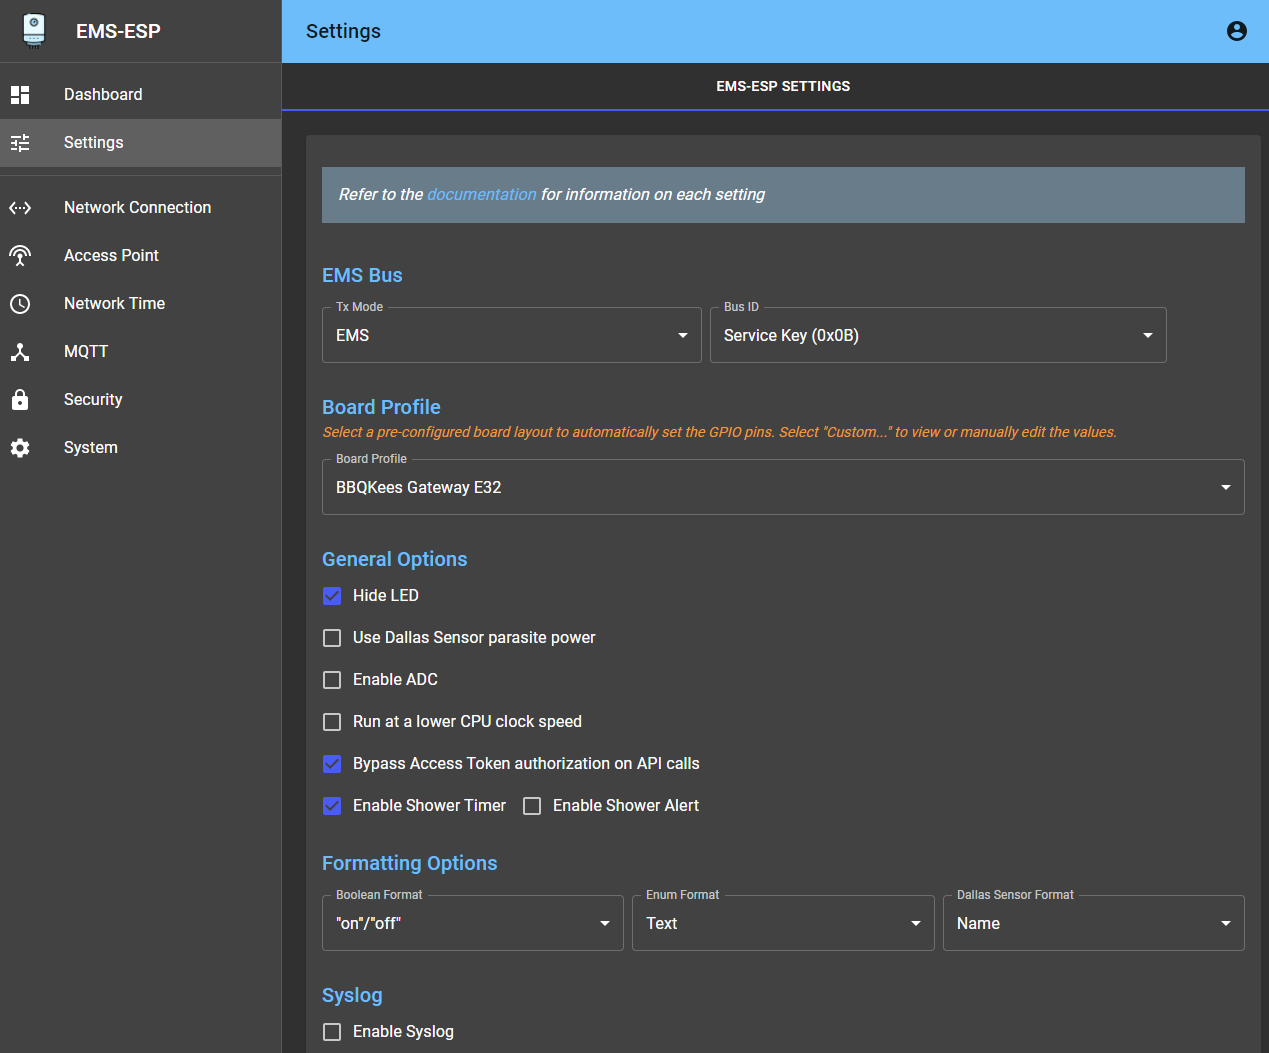 EMS-ESP
Settings
Dashboard
Settings
Network Connection
Access Point
Network Time
MQTT
Security
System
EMS-ESP SETTINGS
Refer to the documentation for information on each setting
EMS Bus
Tx Mode
EMS
Bus ID
Service Key (0x0B)
Board Profile
Select a pre-configured board layout to automatically set the GPIO pins. Select "Custom..." to view or manually edit the values.
Board Profile
BBQKees Gateway E32
General Options
Hide LED
Use Dallas Sensor parasite power
Enable ADC
Run at a lower CPU clock speed
Bypass Access Token authorization on API calls
Enable Shower Timer Enable Shower Alert
Formatting Options
Boolean Format
"on"/"off"
Enum Format
Text
Dallas Sensor Format
Name
Syslog
Enable Syslog